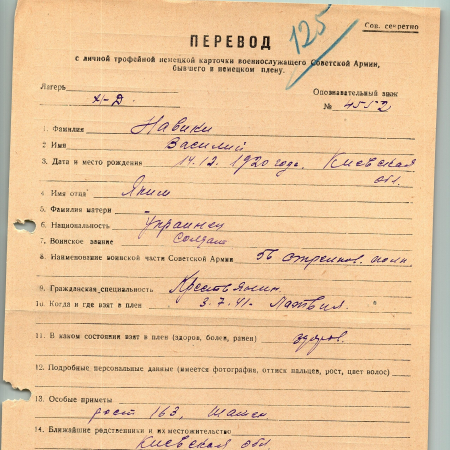 125
Сов. секретно
ПЕРЕВОД
с личной трофейной немецкой карточки военнослужащего Советской Армии,
бывшего в немецком плену.
Лагерь
XI-D
Опознавательный знак
№ 4552
1. Фамилия Навики
2. Имя Василий
3. Дата и место рождения 14.12.1920 года. Киевская
обл.
4. Имя отца Яким
5. Фамилия матери
6. Национальность Украинец
7. Воинское звание солдат
8. Наименование воинской части Советской Армии 56 стрелков. полк
9. Гражданская специальность Крестьянин
10. Когда и где взят в плен 3.7.41- Латвия.
11. В каком состоянии взят в плен (здоров, болен, ранен) здоров.
12. Подробные персональные данные (имеется фотография, оттиск пальцев, рост, цвет волос)
13. Особые приметы
рост 163,
14. Ближайшие родственники и их местожительство
Киевская обл.